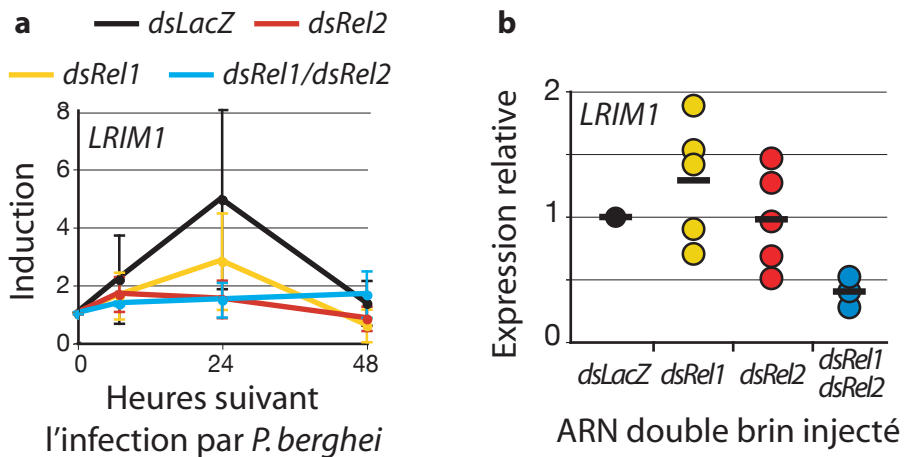 a
dsLacZ dsRel2
dsRel1 dsRel1/dsRel2
LRIM1
Induction
8
6
4
2
0
0 24 48
Heures suivant
l'infection par P. berghei
b
LRIM1
Expression relative
2
1
0
dsLacZ dsRel1 dsRel2 dsRel1
dsRel2
ARN double brin injecté